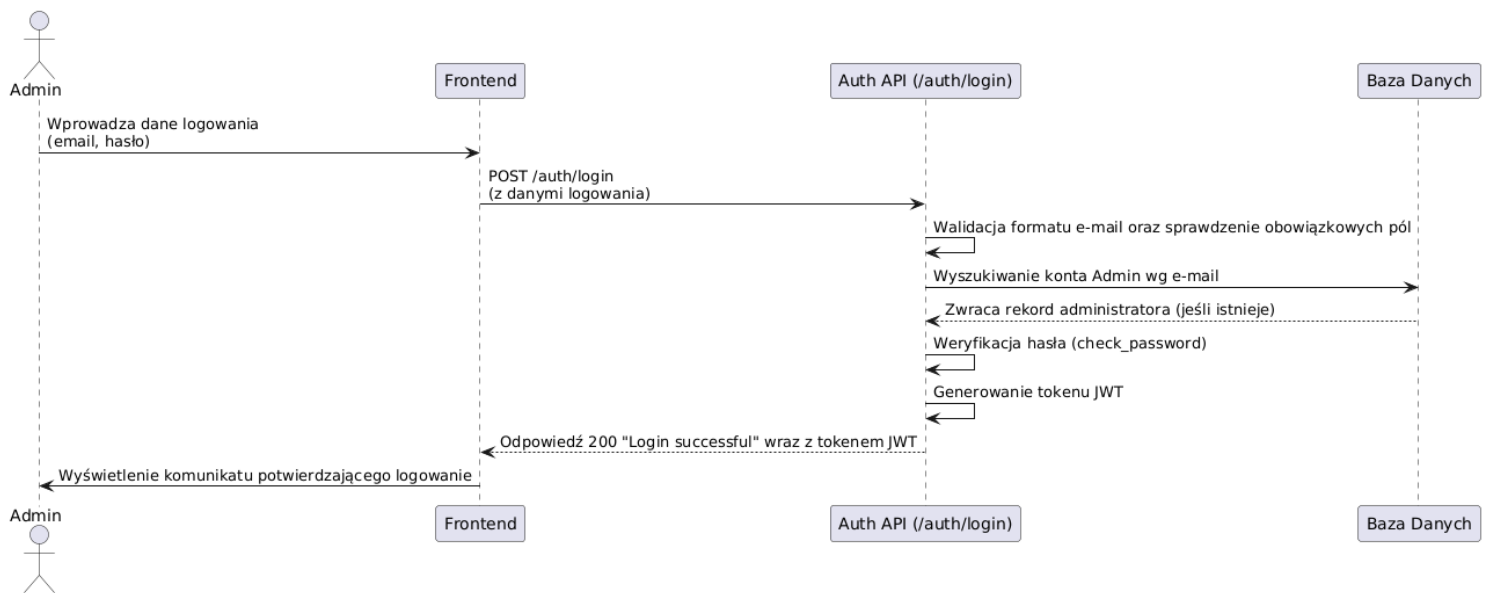 Admin
Frontend
Auth API (/auth/login)
Baza Danych
Wprowadza dane logowania
(email, hasło)
POST /auth/login
(z danymi logowania)
Walidacja formatu e-mail oraz sprawdzenie obowiązkowych pól
Wyszukiwanie konta Admin wg e-mail
Zwraca rekord administratora (jeśli istnieje)
Weryfikacja hasła (check_password)
Generowanie tokenu JWT
Odpowiedź 200 "Login successful" wraz z tokenem JWT
Wyświetlenie komunikatu potwierdzającego logowanie
Admin
Frontend
Auth API (/auth/login)
Baza Danych